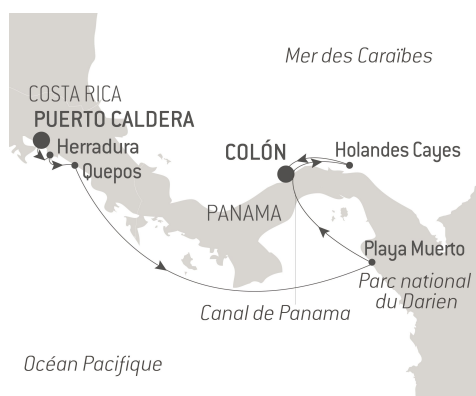 Mer des Caraïbes
COSTA RICA
PUERTO CALDERA
Herradura
Quepos
COLÓN
Holandes Cayes
PANAMA
Playa Muerto
Parc national
du Darien
Canal de Panama
Océan Pacifique